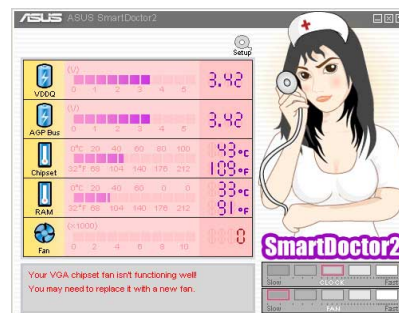 ASUS ASUS SmartDoctor2
Setup
VDDQ (V) 0 1 2 3 4 5 3.42
AGP Bus (V) 0 1 2 3 4 5 3.42
Chipset 0°C 20 40 60 80 100 43°C
32°F 68 104 140 176 212 109°F
RAM 0°C 20 40 60 0 0 33°C
32°F 68 104 140 176 212 91°F
Fan (x1000) 0 2 4 6 8 10 0
SmartDoctor2
Your VGA chipset fan isn't functioning well!
You may need to replace it with a new fan.
Slow CLOCK Fast
Slow FAN Fast